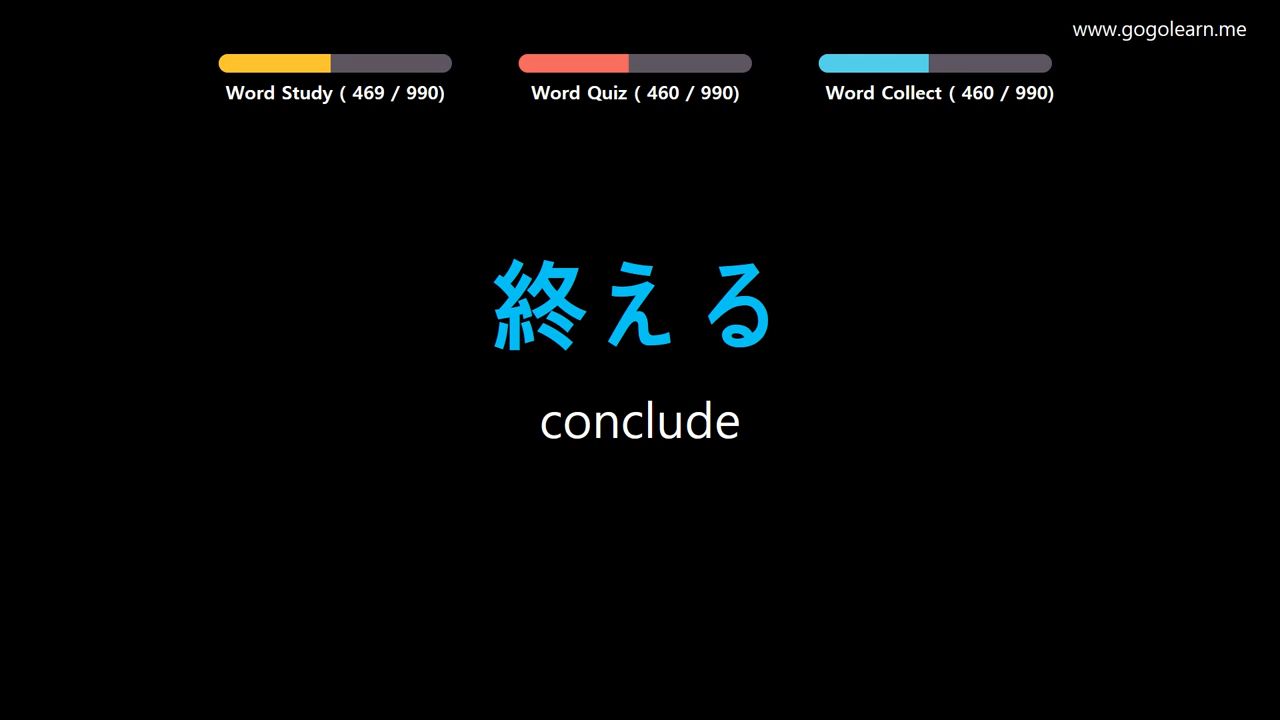 www.gogolearn.me
Word Study ( 469 / 990)
Word Quiz ( 460 / 990)
Word Collect ( 460 / 990)
終える
conclude